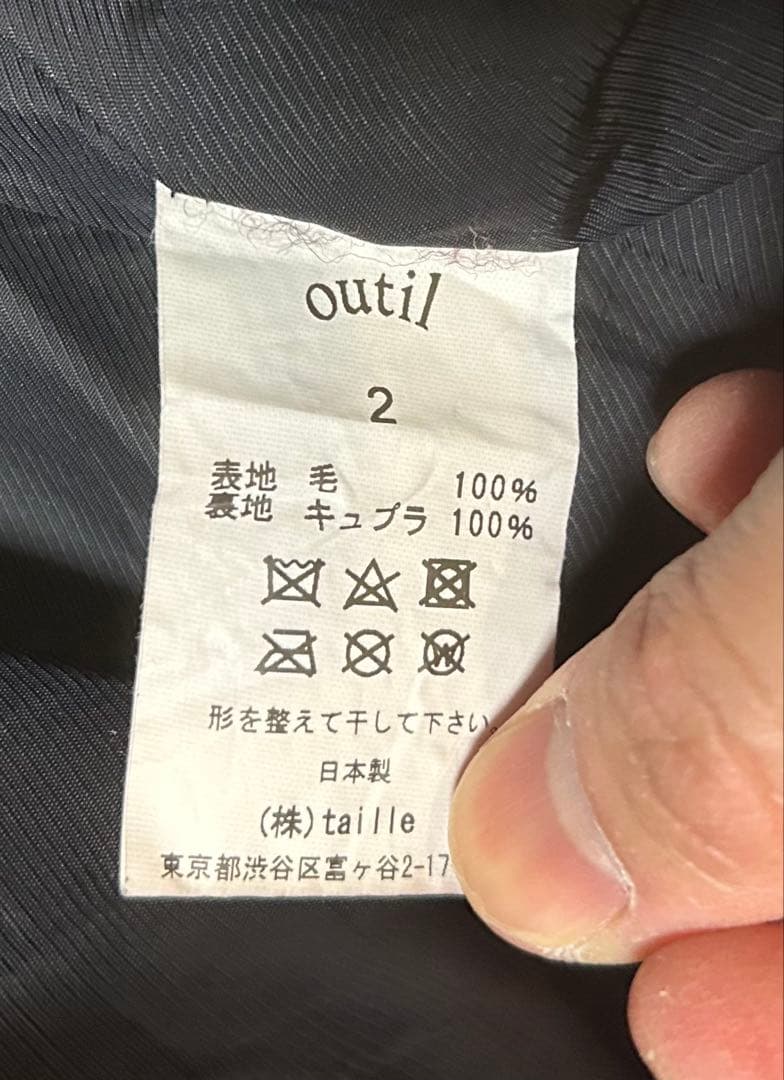 outil
2
表地 毛 100%
裏地 キュプラ 100%
形を整えて干して下さい。
日本製
(株)taille
東京都渋谷区富ヶ谷2-17